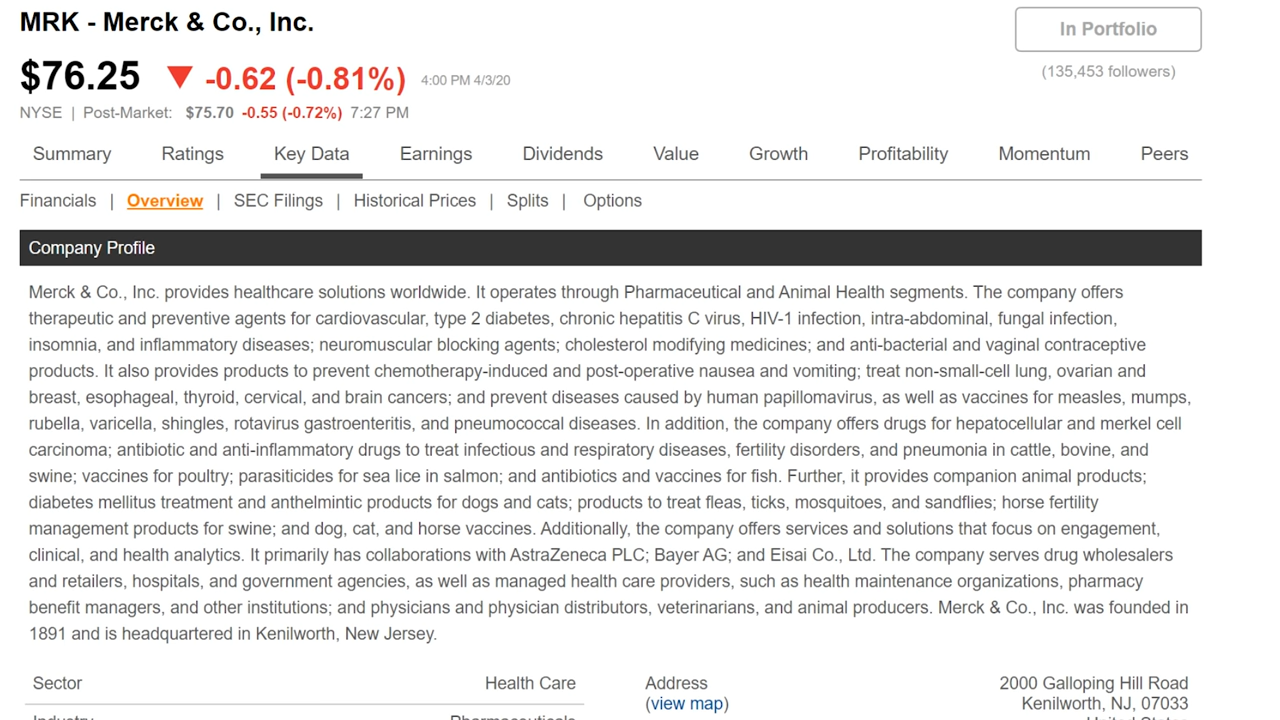 MRK - Merck & Co., Inc.
In Portfolio
$76.25 ▼ -0.62 (-0.81%) 4:00 PM 4/3/20
(135,453 followers)
NYSE | Post-Market: $75.70 -0.55 (-0.72%) 7:27 PM
Summary Ratings Key Data Earnings Dividends Value Growth Profitability Momentum Peers
Financials | Overview | SEC Filings | Historical Prices | Splits | Options
Company Profile
Merck & Co., Inc. provides healthcare solutions worldwide. It operates through Pharmaceutical and Animal Health segments. The company offers
therapeutic and preventive agents for cardiovascular, type 2 diabetes, chronic hepatitis C virus, HIV-1 infection, intra-abdominal, fungal infection,
insomnia, and inflammatory diseases; neuromuscular blocking agents; cholesterol modifying medicines; and anti-bacterial and vaginal contraceptive
products. It also provides products to prevent chemotherapy-induced and post-operative nausea and vomiting; treat non-small-cell lung, ovarian and
breast, esophageal, thyroid, cervical, and brain cancers; and prevent diseases caused by human papillomavirus, as well as vaccines for measles, mumps,
rubella, varicella, shingles, rotavirus gastroenteritis, and pneumococcal diseases. In addition, the company offers drugs for hepatocellular and merkel cell
carcinoma; antibiotic and anti-inflammatory drugs to treat infectious and respiratory diseases, fertility disorders, and pneumonia in cattle, bovine, and
swine; vaccines for poultry; parasiticides for sea lice in salmon; and antibiotics and vaccines for fish. Further, it provides companion animal products;
diabetes mellitus treatment and anthelmintic products for dogs and cats; products to treat fleas, ticks, mosquitoes, and sandflies; horse fertility
management products for swine; and dog, cat, and horse vaccines. Additionally, the company offers services and solutions that focus on engagement,
clinical, and health analytics. It primarily has collaborations with AstraZeneca PLC; Bayer AG; and Eisai Co., Ltd. The company serves drug wholesalers
and retailers, hospitals, and government agencies, as well as managed health care providers, such as health maintenance organizations, pharmacy
benefit managers, and other institutions; and physicians and physician distributors, veterinarians, and animal producers. Merck & Co., Inc. was founded in
1891 and is headquartered in Kenilworth, New Jersey.
Sector Health Care Address 2000 Galloping Hill Road
(view map) Kenilworth, NJ, 07033
Industry Pharmaceuticals United States